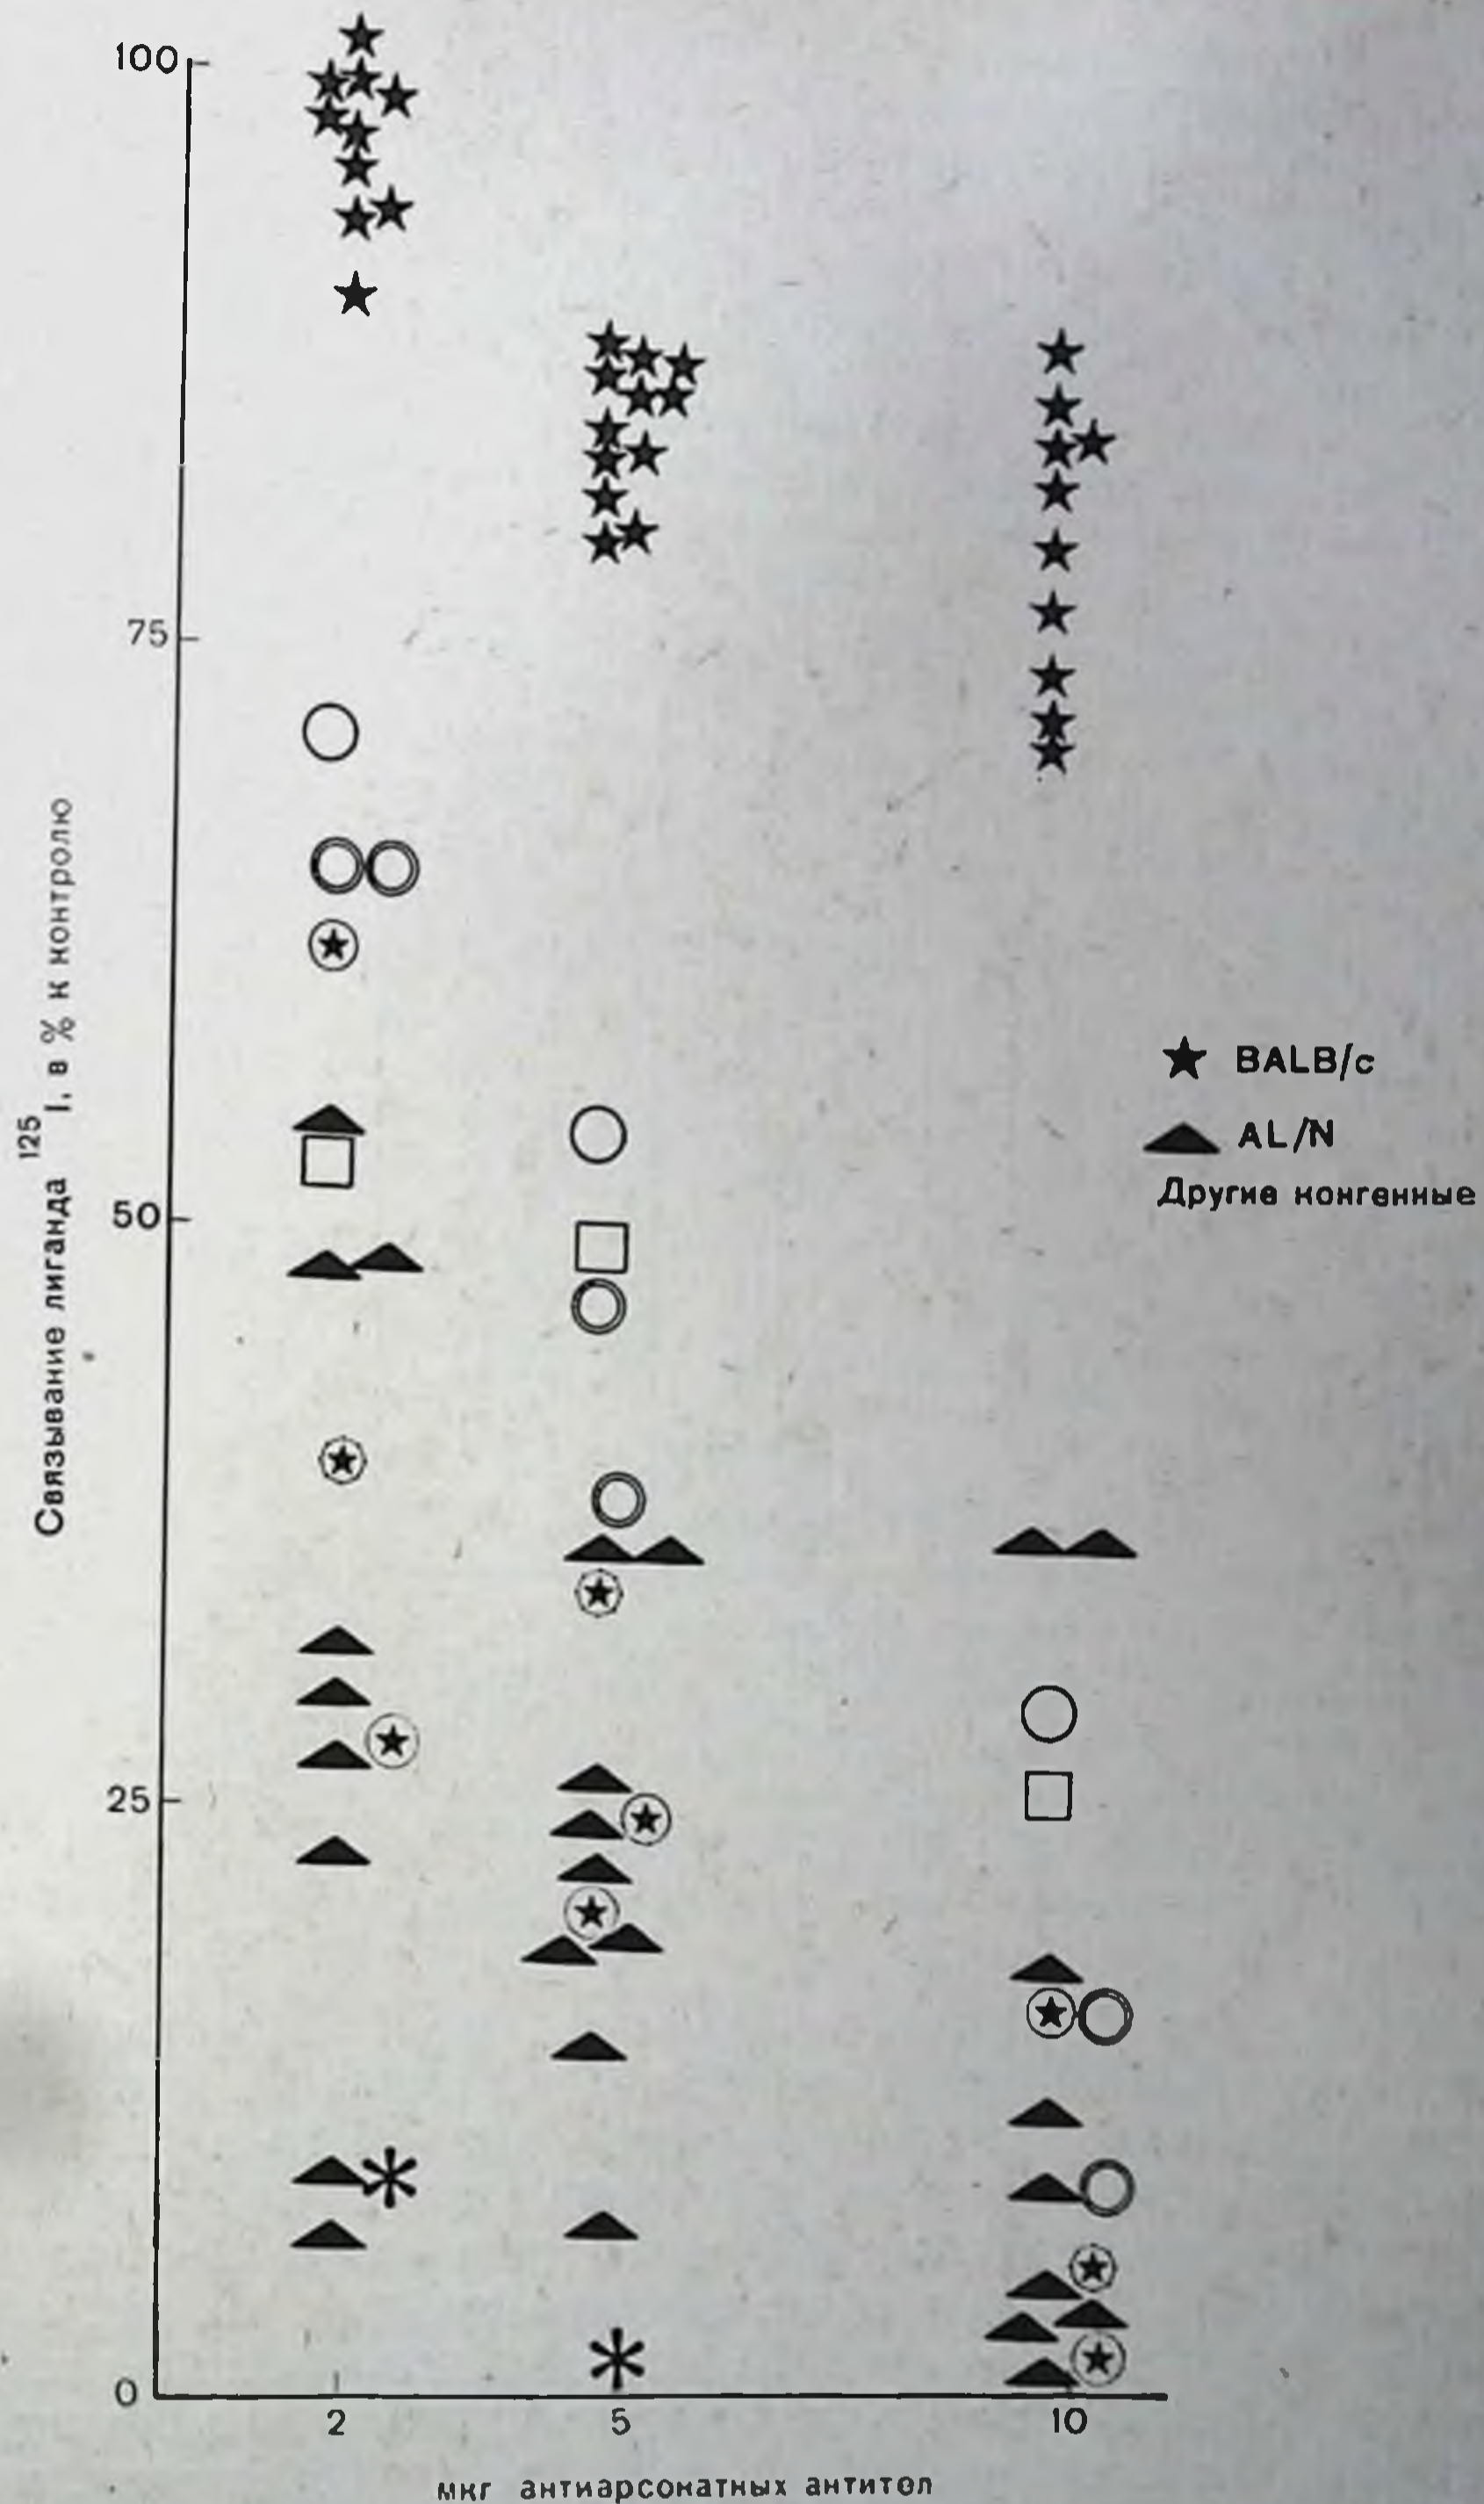 100
75
50
25
0
Связывание лиганда ¹²⁵I, в % к контролю
★ BALB/c
▲ AL/N
Другие конгенные
2 5 10
мкг антиарсонатных антител